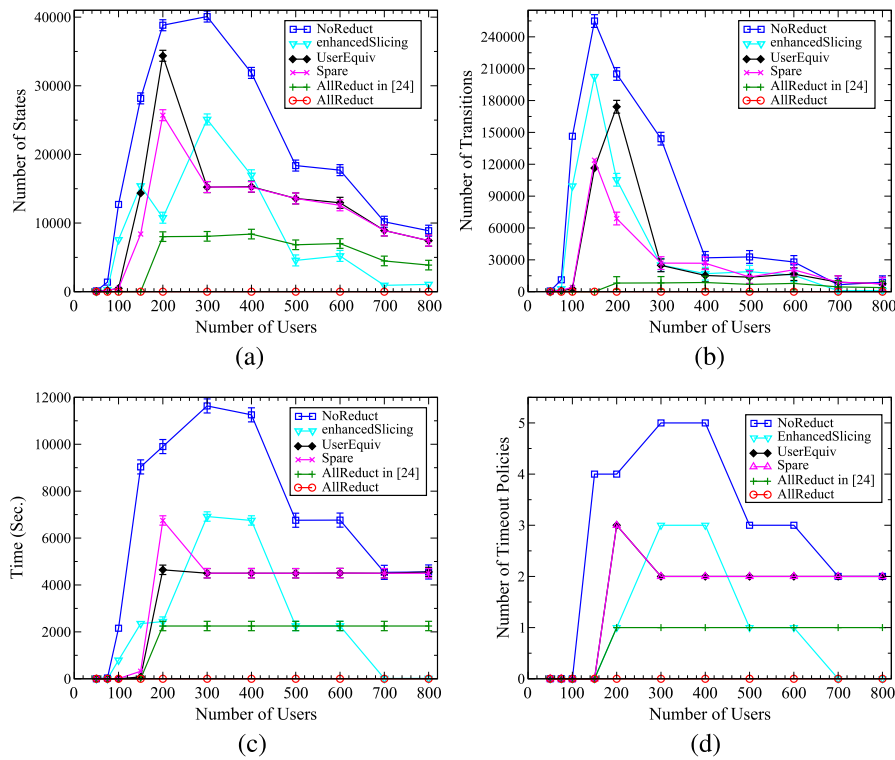 40000
30000
20000
10000
0
Number of States
0 100 200 300 400 500 600 700 800
Number of Users
NoReduct
enhancedSlicing
UserEquiv
Spare
AllReduct in [24]
AllReduct
(a)
240000
210000
180000
150000
120000
90000
60000
30000
0
Number of Transitions
0 100 200 300 400 500 600 700 800
Number of Users
NoReduct
enhancedSlicing
UserEquiv
Spare
AllReduct in [24]
AllReduct
(b)
12000
10000
8000
6000
4000
2000
0
Time (Sec.)
0 100 200 300 400 500 600 700 800
Number of Users
NoReduct
enhancedSlicing
UserEquiv
Spare
AllReduct in [24]
AllReduct
(c)
5
4
3
2
1
0
Number of Timeout Policies
0 100 200 300 400 500 600 700 800
Number of Users
NoReduct
EnhancedSlicing
UserEquiv
Spare
AllReduct in [24]
AllReduct
(d)